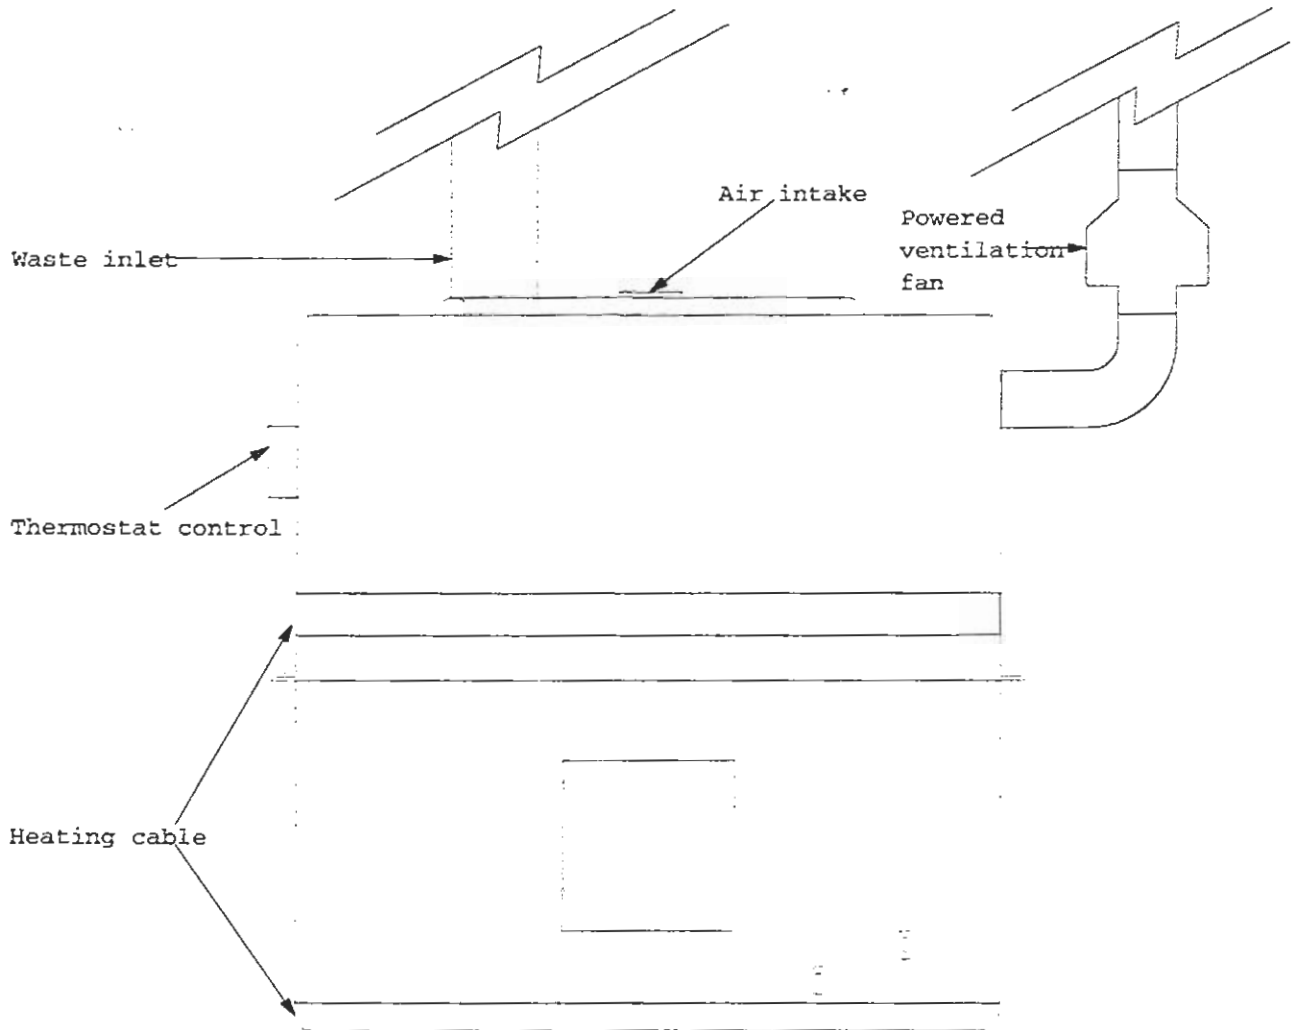 Air intake
Powered
ventilation
fan
Waste inlet
Thermostat control
Heating cable